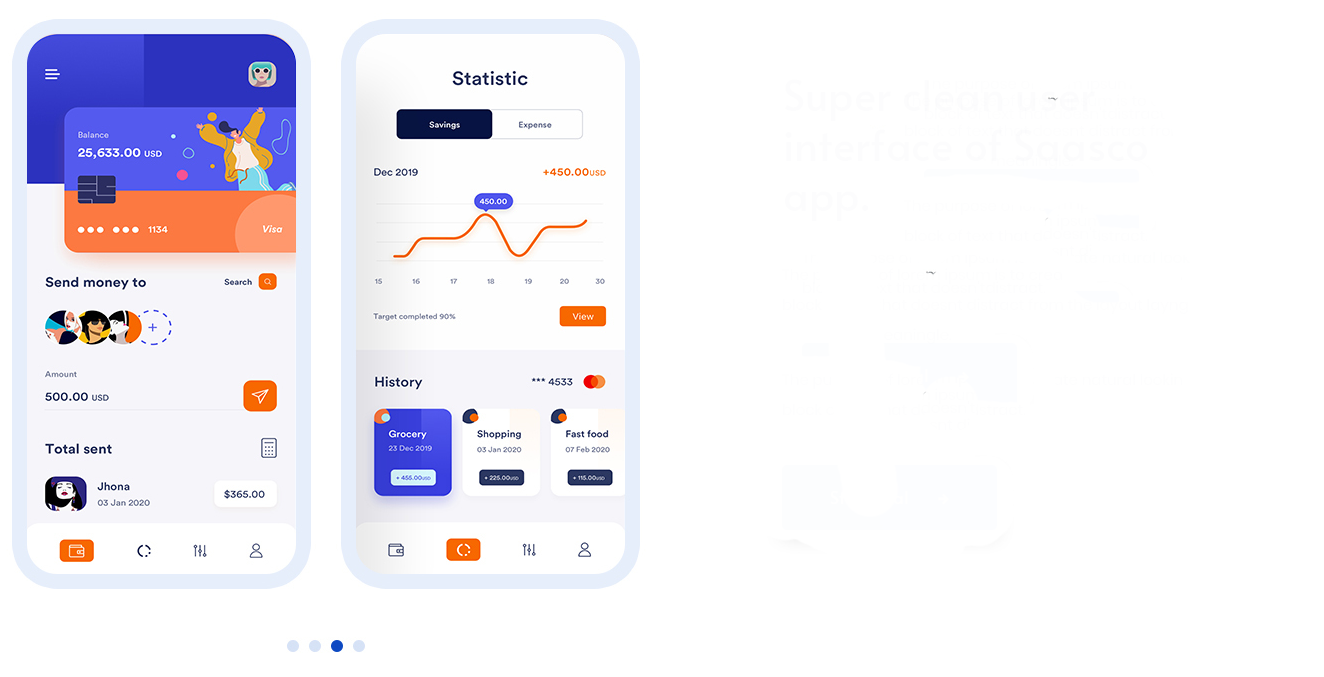 Balance
25,633.00 USD
1134
Visa
Send money to
Search
+
Amount
500.00 USD
Total sent
Jhona
03 Jan 2020
$365.00
Statistic
Savings
Expense
Dec 2019
+450.00USD
450.00
15 16 17 18 19 20 30
Target completed 90%
View
History
*** 4533
Grocery
23 Dec 2019
+ 455.00USD
Shopping
03 Jan 2020
+ 225.00USD
Fast food
07 Feb 2020
+ 115.00USD
Super clean user
interface of Saasco
app.